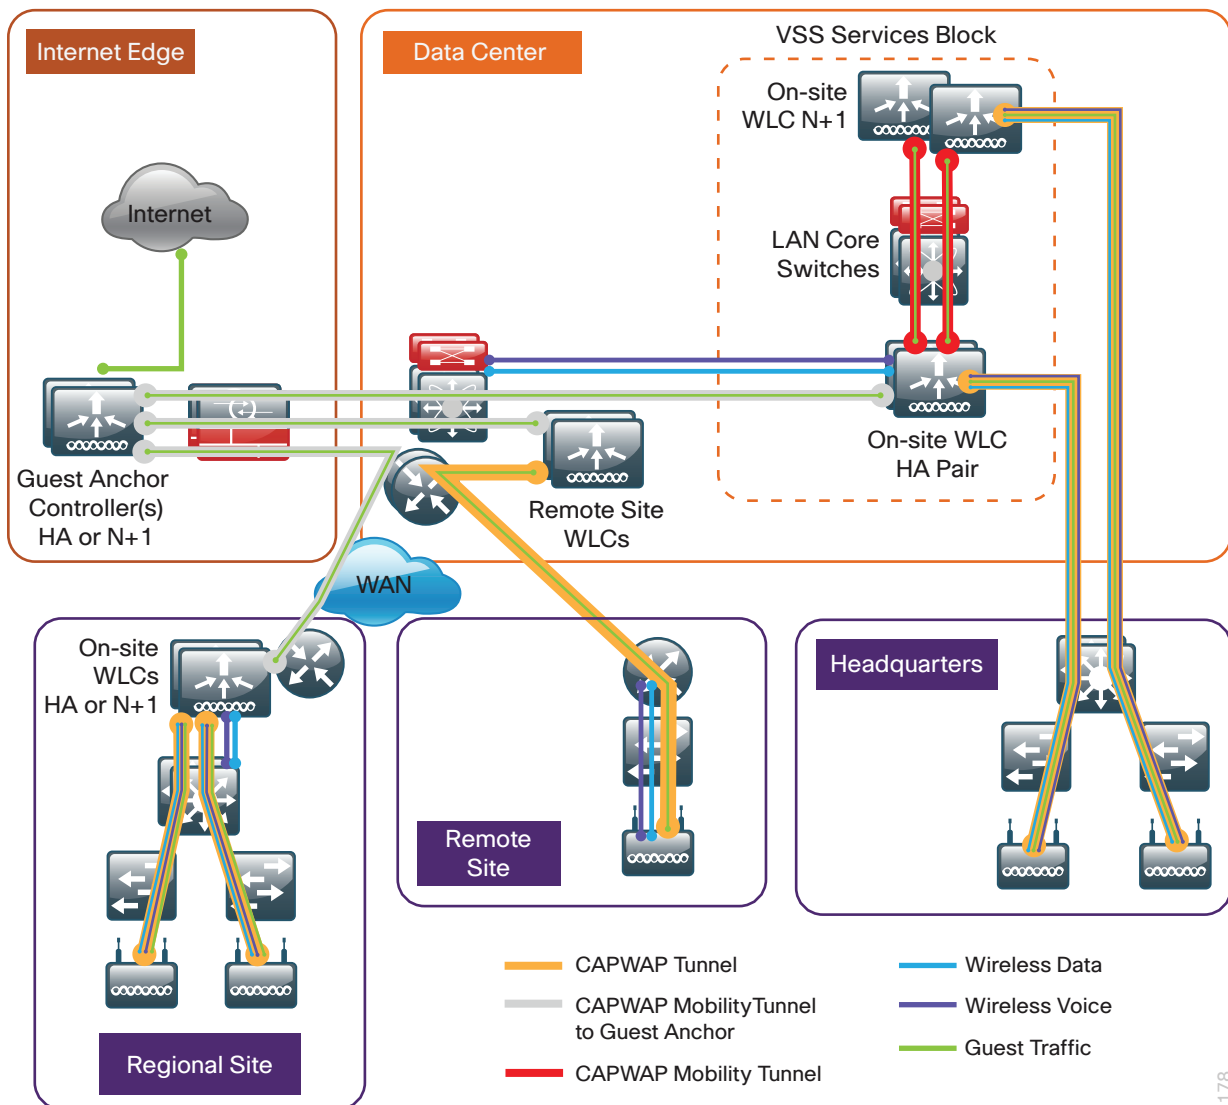 Internet Edge
Data Center
VSS Services Block
On-site
WLC N+1
Internet
LAN Core
Switches
Guest Anchor
Controller(s)
HA or N+1
On-site WLC
HA Pair
Remote Site
WLCs
WAN
On-site
WLCs
HA or N+1
Headquarters
Remote
Site
Regional Site
CAPWAP Tunnel
CAPWAP MobilityTunnel
to Guest Anchor
CAPWAP Mobility Tunnel
Wireless Data
Wireless Voice
Guest Traffic
178